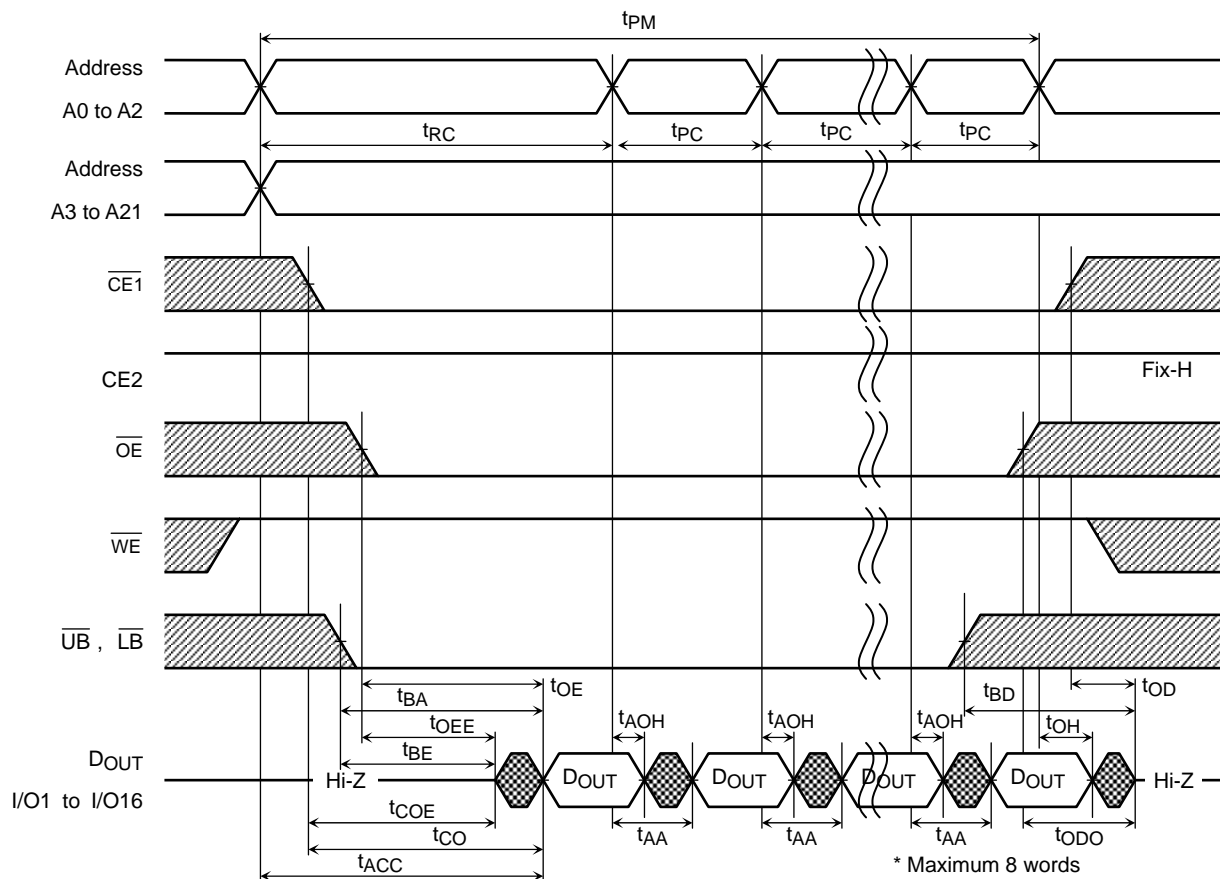 tPM
Address
A0 to A2
tRC
tPC
tPC
tPC
Address
A3 to A21
CE1
CE2
Fix-H
OE
WE
UB , LB
tOE
tOD
tBA
tBD
tOEE
tAOH
tAOH
tAOH
tOH
tBE
DOUT
I/O1 to I/O16
Hi-Z
DOUT
DOUT
DOUT
DOUT
Hi-Z
tCOE
tCO
tAA
tAA
tAA
tODO
tACC
* Maximum 8 words